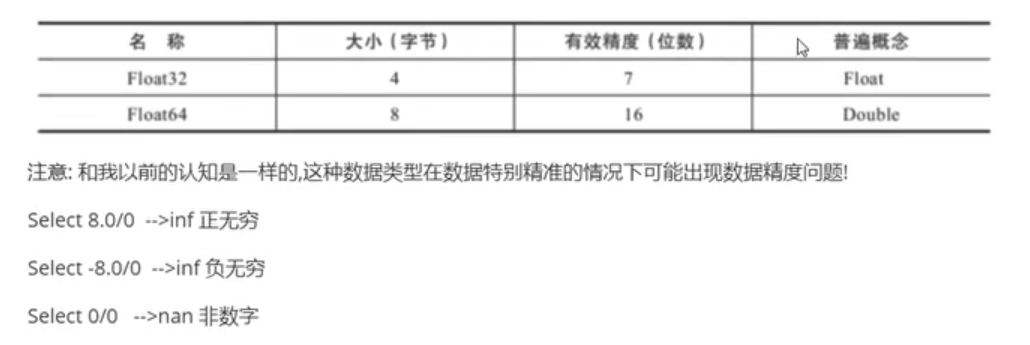 名 称 大小（字节） 有效精度（位数） 普遍概念
Float32 4 7 Float
Float64 8 16 Double
注意: 和我以前的认知是一样的,这种数据类型在数据特别精准的情况下可能出现数据精度问题!
Select 8.0/0 -->inf 正无穷
Select -8.0/0 -->inf 负无穷
Select 0/0 -->nan 非数字